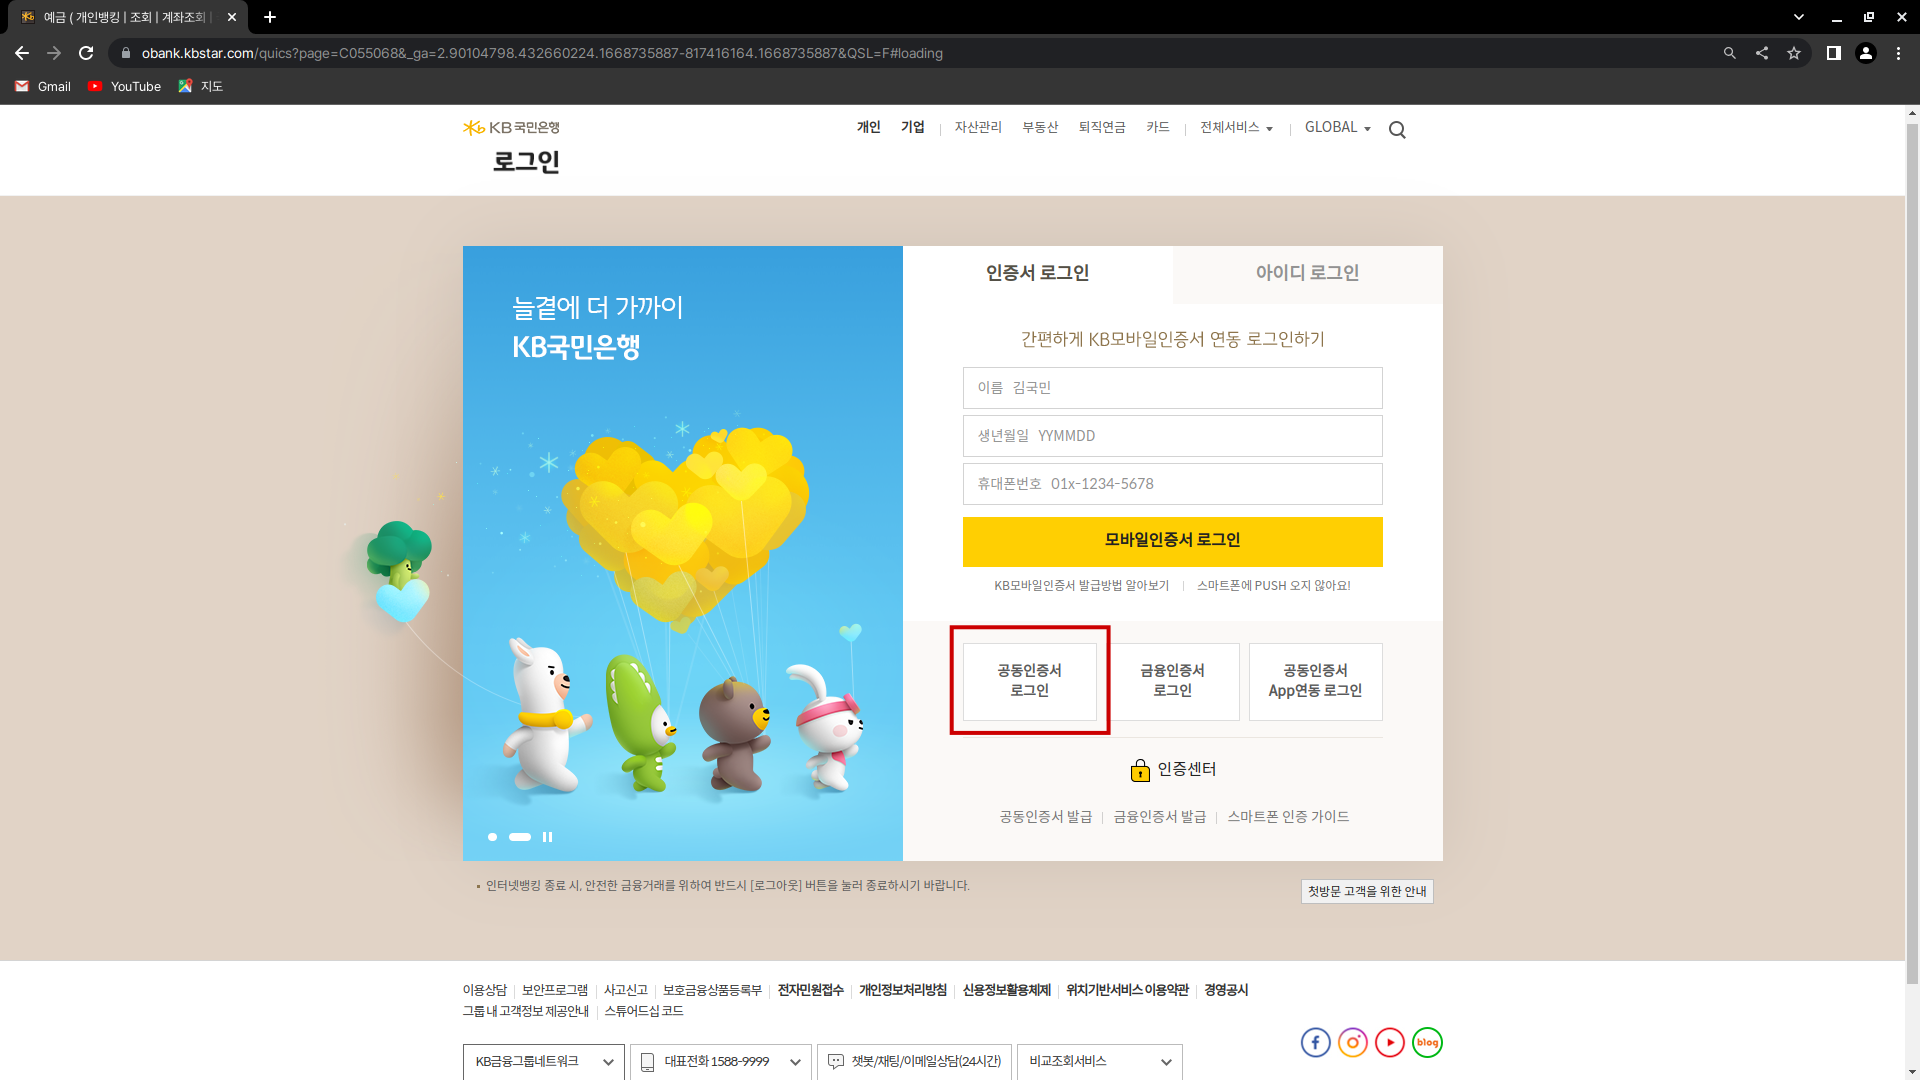 예금 ( 개인뱅킹 | 조회 | 계좌조회 |
obank.kbstar.com/quics?page=C055068&_ga=2.90104798.432660224.1668735887-817416164.1668735887&QSL=F#loading
Gmail YouTube 지도
KB국민은행 개인 기업 자산관리 부동산 퇴직연금 카드 전체서비스 GLOBAL
로그인
늘곁에 더 가까이
KB국민은행
인증서 로그인 아이디 로그인
간편하게 KB모바일인증서 연동 로그인하기
이름 김국민
생년월일 YYMMDD
휴대폰번호 01x-1234-5678
모바일인증서 로그인
KB모바일인증서 발급방법 알아보기 | 스마트폰에 PUSH 오지 않아요!
공동인증서
로그인
금융인증서
로그인
공동인증서
App연동 로그인
인증센터
공동인증서 발급 | 금융인증서 발급 | 스마트폰 인증 가이드
인터넷뱅킹 종료 시, 안전한 금융거래를 위하여 반드시 [로그아웃] 버튼을 눌러 종료하시기 바랍니다.
첫방문 고객을 위한 안내
이용상담 | 보안프로그램 | 사고신고 | 보호금융상품등록부 | 전자민원접수 | 개인정보처리방침 | 신용정보활용체제 | 위치기반서비스 이용약관 | 경영공시
그룹 내 고객정보 제공안내 | 스튜어드십 코드
KB금융그룹네트워크 대표전화 1588-9999 챗봇/채팅/이메일상담(24시간) 비교조회서비스
blog